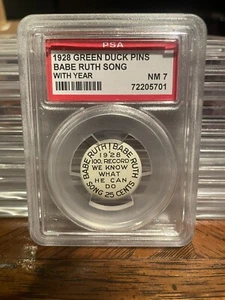 PSA
1928 GREEN DUCK PINS
BABE RUTH SONG
WITH YEAR
NM 7
72205701
BABE RUTH! BABE RUTH
1928
100. RECORD
WE KNOW
WHAT
HE CAN
DO
SONG 25 CENTS